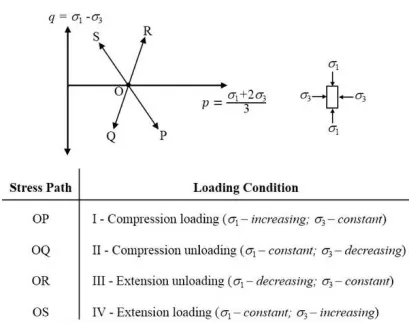 q = σ1 -σ3
S
R
O
p = σ1+2σ3 / 3
Q
P
σ1
σ3
σ3
σ1
Stress Path Loading Condition
OP I - Compression loading (σ1 – increasing; σ3 – constant)
OQ II - Compression unloading (σ1 – constant; σ3 – decreasing)
OR III - Extension unloading (σ1 – decreasing; σ3 – constant)
OS IV - Extension loading (σ1 – constant; σ3 – increasing)